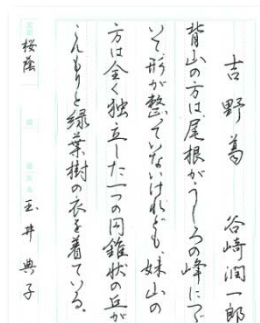 吉野葛　谷崎潤一郎
背山の方は、尾根がうしろの峰につゞ
いて形が整っていないけれども、妹山の
方は全く独立した一つの円錐状の丘が
こんもりと緑葉樹の衣を着ている。
桜蔭　玉井典子